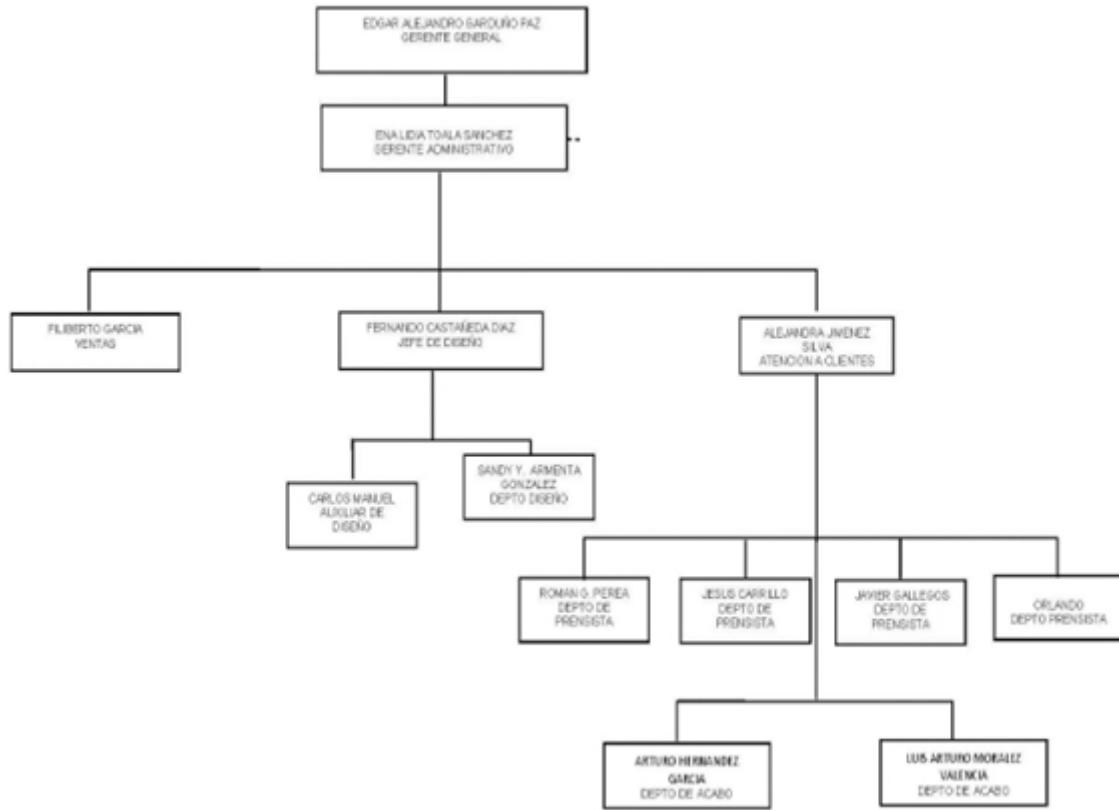 EDGAR ALEJANDRO GARDUÑO PAZ
GERENTE GENERAL
ENA LIDIA TOALA SANCHEZ
GERENTE ADMINISTRATIVO
FILIBERTO GARCIA
VENTAS
FERNANDO CASTAÑEDA DIAZ
JEFE DE DISEÑO
ALEJANDRA JIMENEZ
SILVA
ATENCION A CLIENTES
CARLOS MANUEL
AUXILIAR DE
DISEÑO
SANDY Y. ARMENTA
GONZALEZ
DEPTO DISEÑO
ROMAN G. PEREA
DEPTO DE
PRENSISTA
JESUS CARRILLO
DEPTO DE
PRENSISTA
JAVIER GALLEGOS
DEPTO DE
PRENSISTA
ORLANDO
DEPTO PRENSISTA
ARTURO HERNANDEZ
GARCIA
DEPTO DE ACABO
LUIS ARTURO MORALEZ
VALENCIA
DEPTO DE ACABO